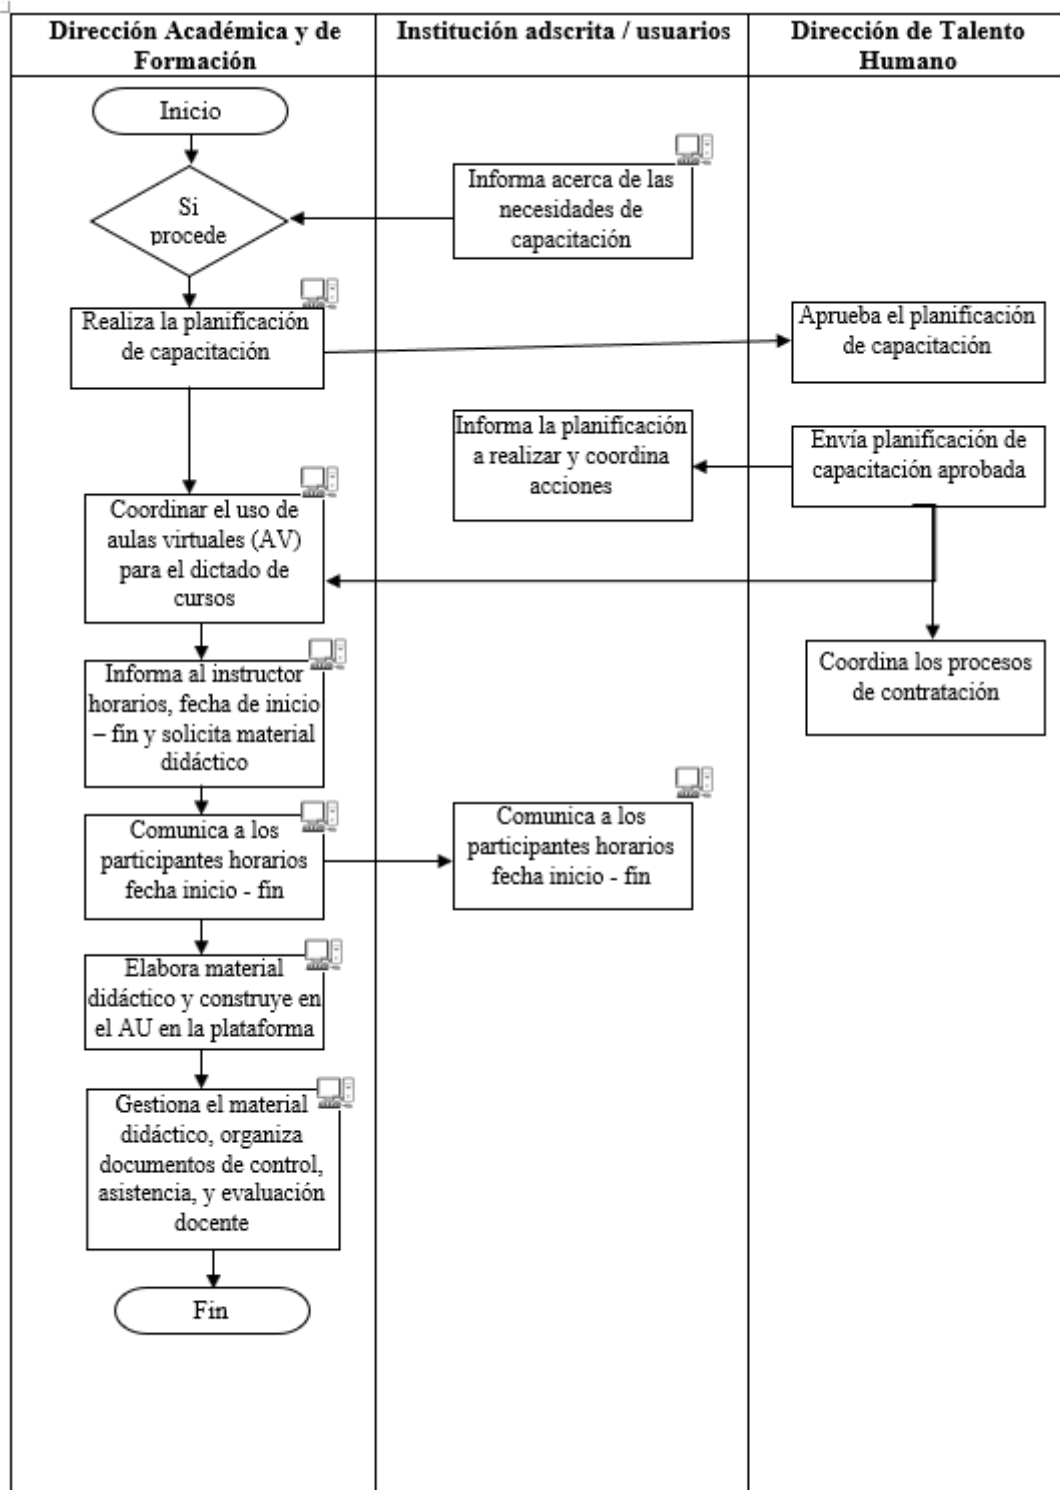 Dirección Académica y de
Formación
Institución adscrita / usuarios
Dirección de Talento
Humano
Inicio
Si
procede
Informa acerca de las
necesidades de
capacitación
Realiza la planificación
de capacitación
Aprueba el planificación
de capacitación
Informa la planificación
a realizar y coordina
acciones
Envía planificación de
capacitación aprobada
Coordinar el uso de
aulas virtuales (AV)
para el dictado de
cursos
Informa al instructor
horarios, fecha de inicio
– fín y solicita material
didáctico
Coordina los procesos
de contratación
Comunica a los
participantes horarios
fecha inicio - fín
Comunica a los
participantes horarios
fecha inicio - fín
Elabora material
didáctico y construye en
el AU en la plataforma
Gestiona el material
didáctico, organiza
documentos de control,
asistencia, y evaluación
docente
Fin